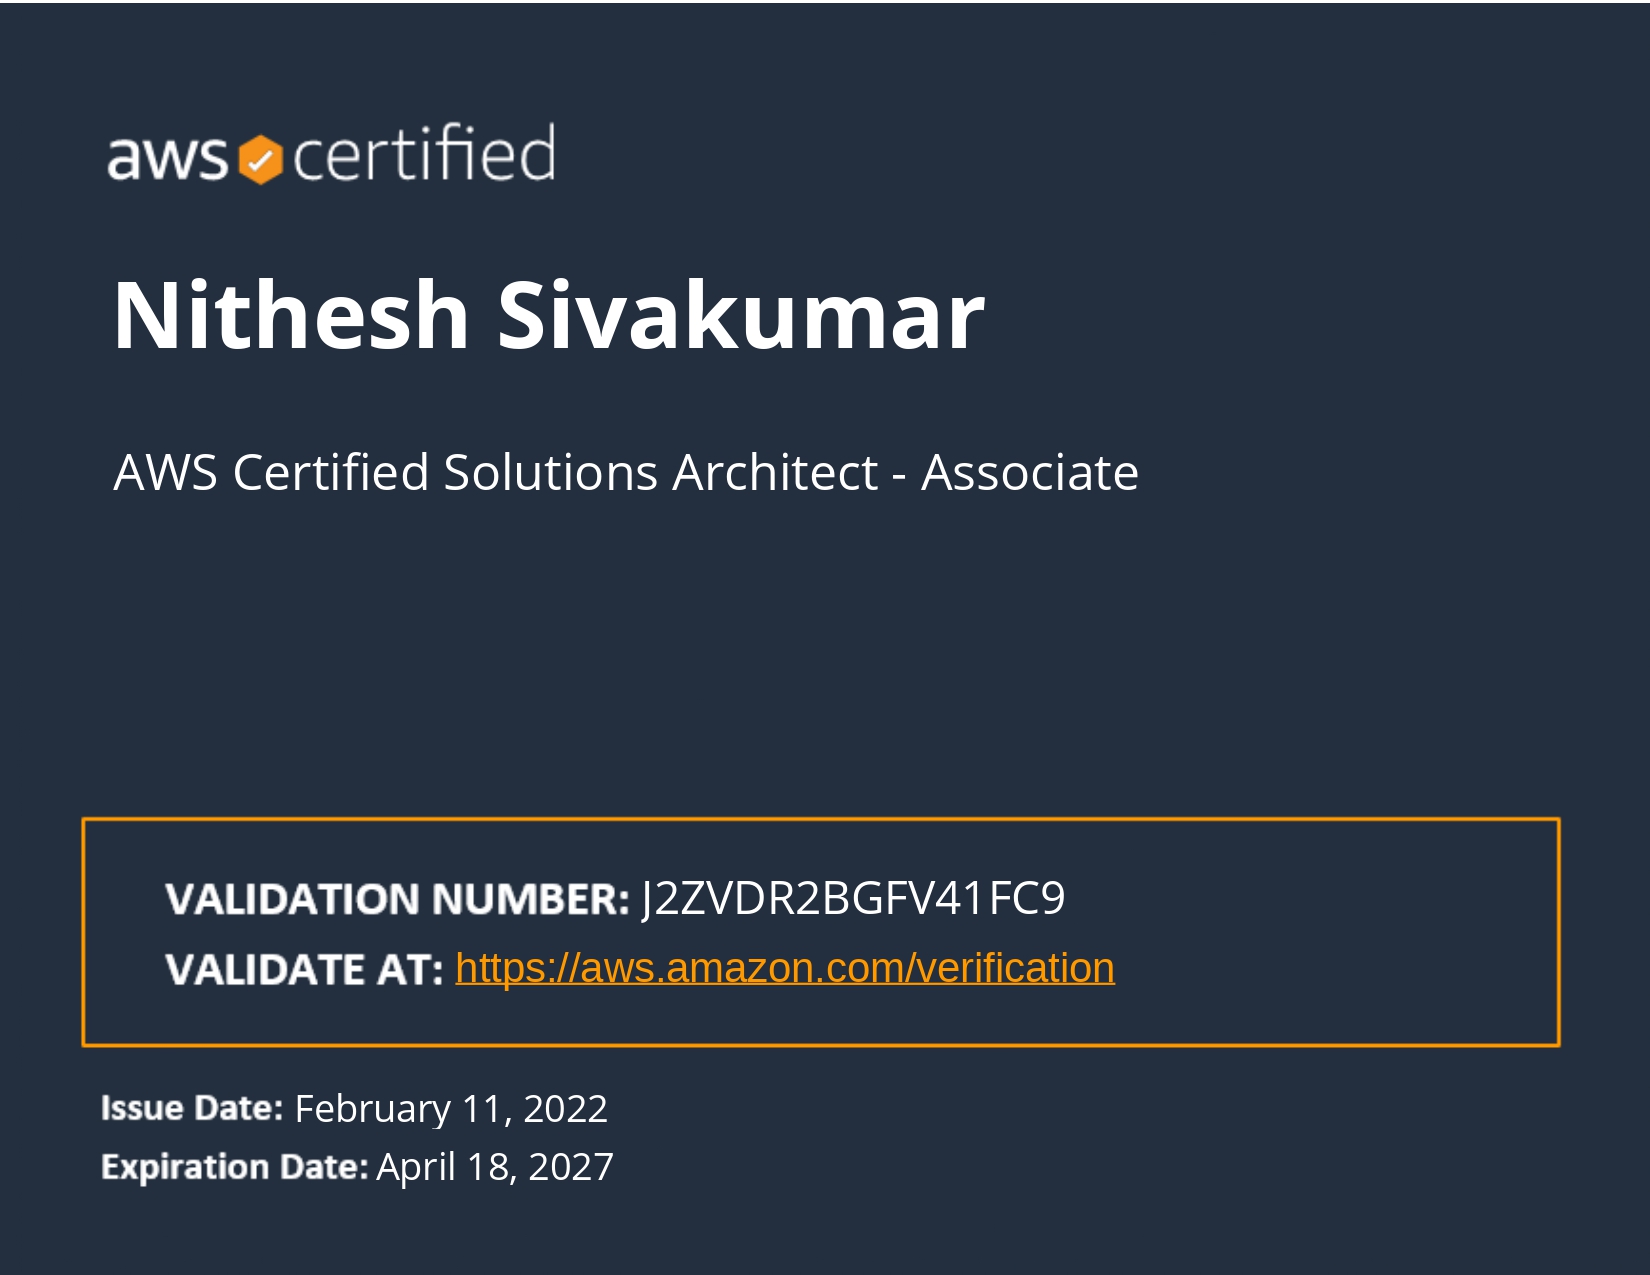 aws certified
Nithesh Sivakumar
AWS Certified Solutions Architect - Associate
VALIDATION NUMBER: J2ZVDR2BGFV41FC9
VALIDATE AT: https://aws.amazon.com/verification
Issue Date: February 11, 2022
Expiration Date: April 18, 2027